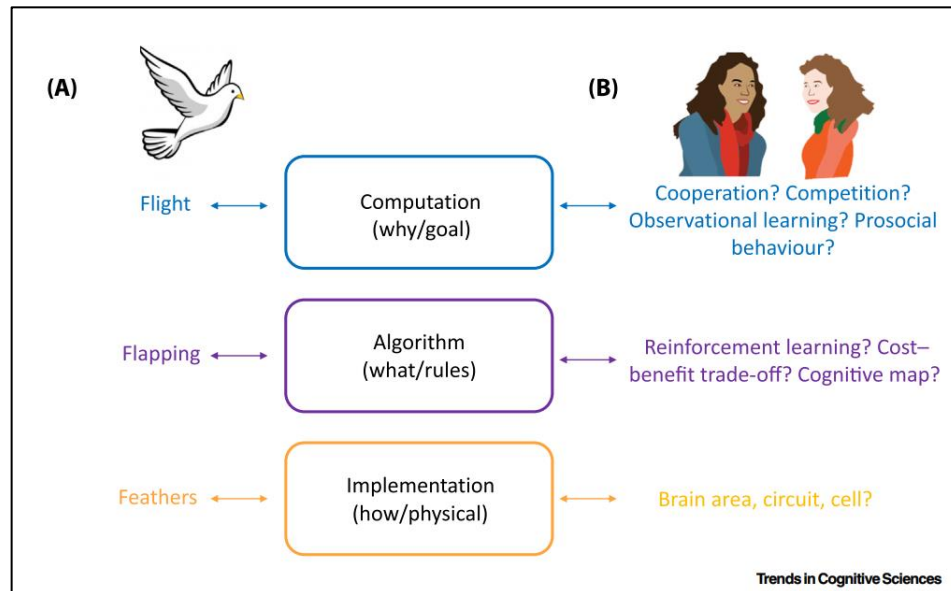 (A)
(B)
Flight
Computation
(why/goal)
Cooperation? Competition?
Observational learning? Prosocial
behaviour?
Flapping
Algorithm
(what/rules)
Reinforcement learning? Cost–
benefit trade-off? Cognitive map?
Feathers
Implementation
(how/physical)
Brain area, circuit, cell?
Trends in Cognitive Sciences